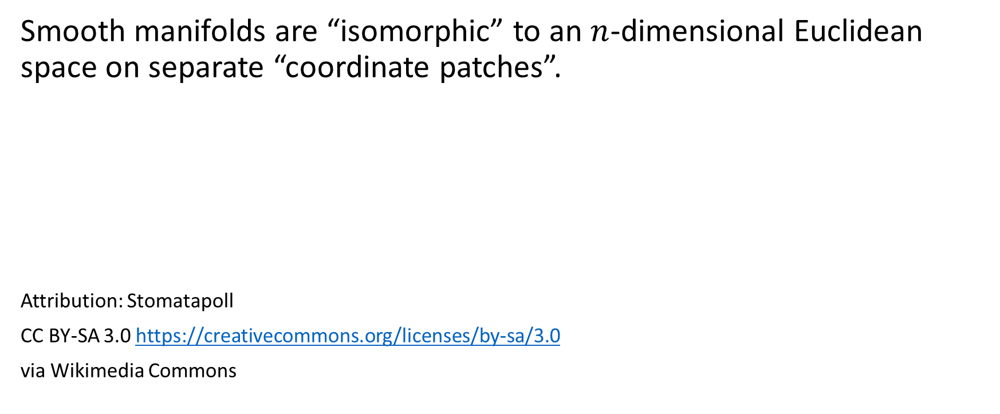 Smooth manifolds are “isomorphic” to an 𝑛-dimensional Euclidean
space on separate “coordinate patches”.
Attribution: Stomatapoll
CC BY-SA 3.0 https://creativecommons.org/licenses/by-sa/3.0
via Wikimedia Commons